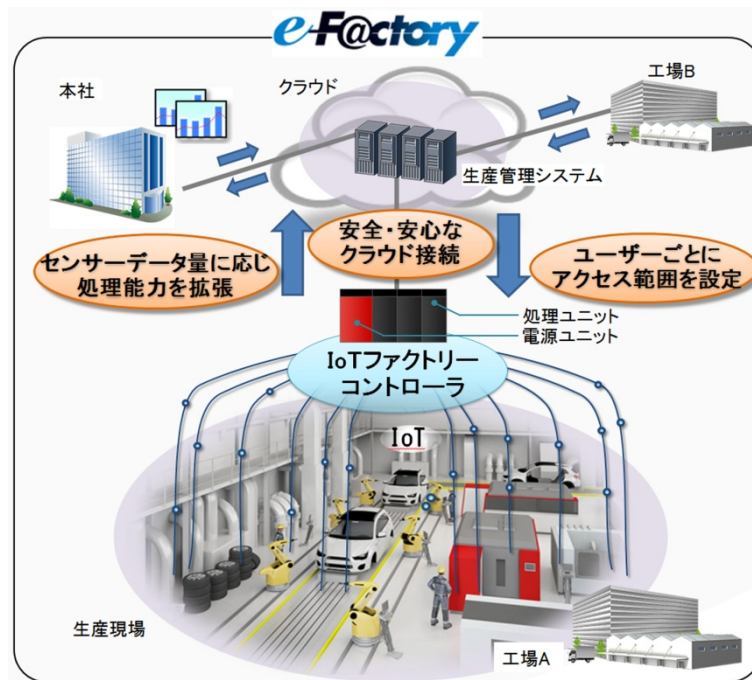 e-F@ctory
本社
クラウド
工場B
生産管理システム
センサーデータ量に応じ
処理能力を拡張
安全・安心な
クラウド接続
ユーザーごとに
アクセス範囲を設定
処理ユニット
電源ユニット
IoTファクトリー
コントローラ
IoT
生産現場
工場A